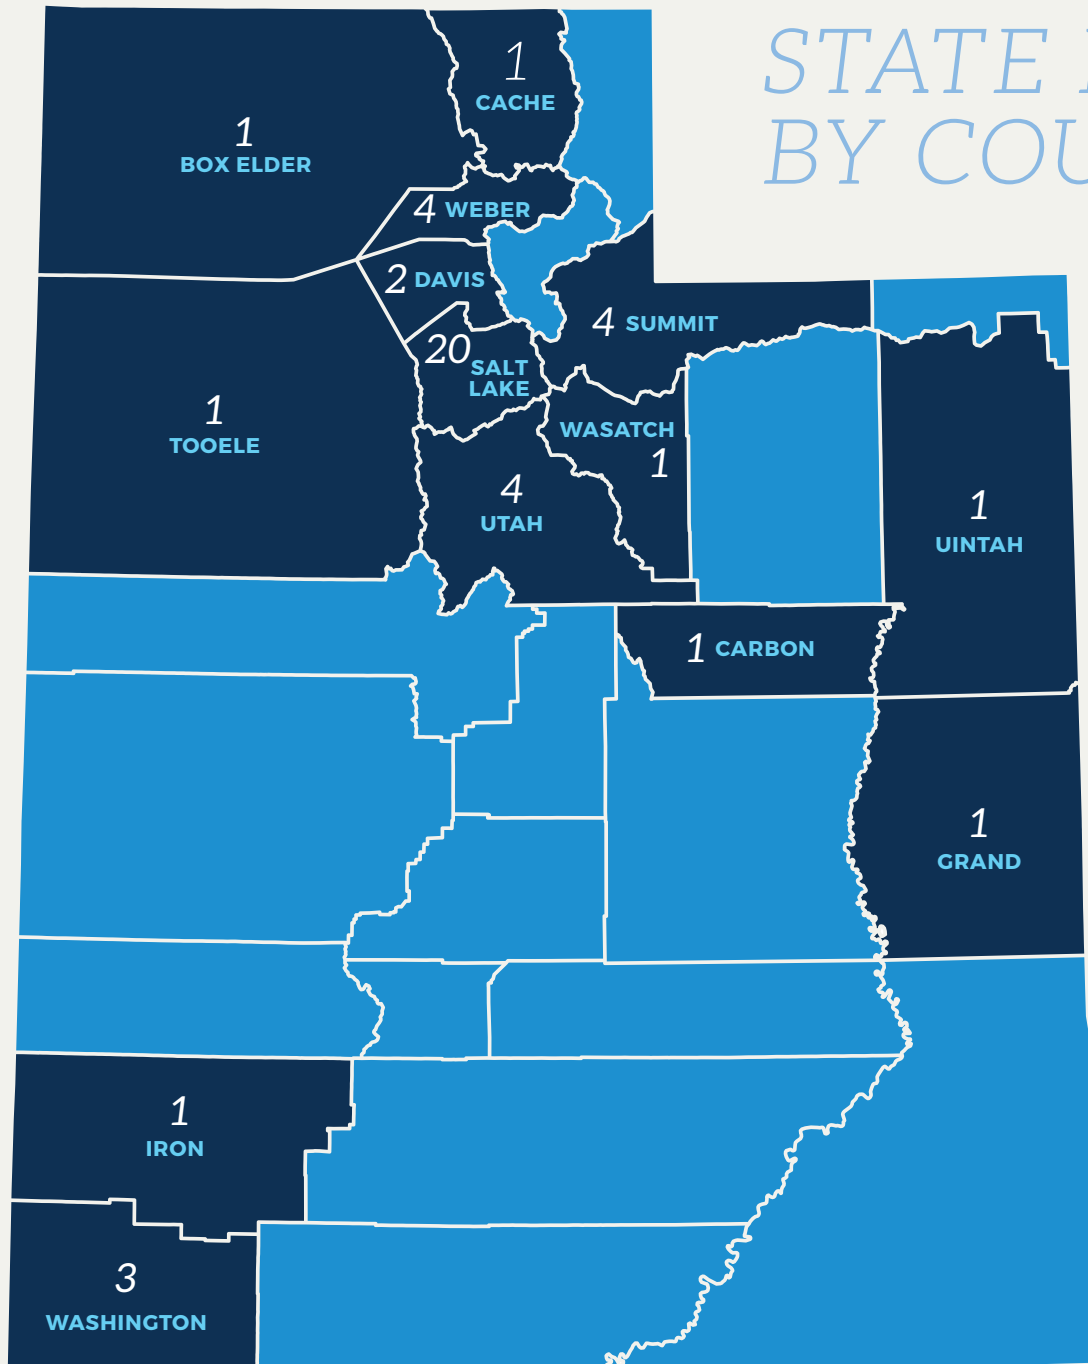 STATE
BY COU
1
CACHE
1
BOX ELDER
4 WEBER
2 DAVIS
4 SUMMIT
20
SALT
LAKE
1
TOOELE
WASATCH
1
4
UTAH
1
UINTAH
1 CARBON
1
GRAND
1
IRON
3
WASHINGTON